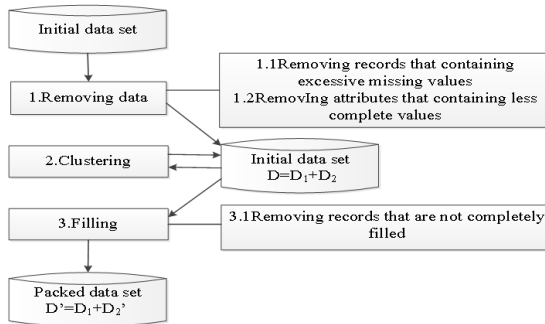 Initial data set
1.Removing data
1.1Removing records that containing
excessive missing values
1.2RemovIng attributes that containing less
complete values
2.Clustering
Initial data set
D=D₁+D₂
3.Filling
3.1Removing records that are not completely
filled
Packed data set
D’=D₁+D₂’